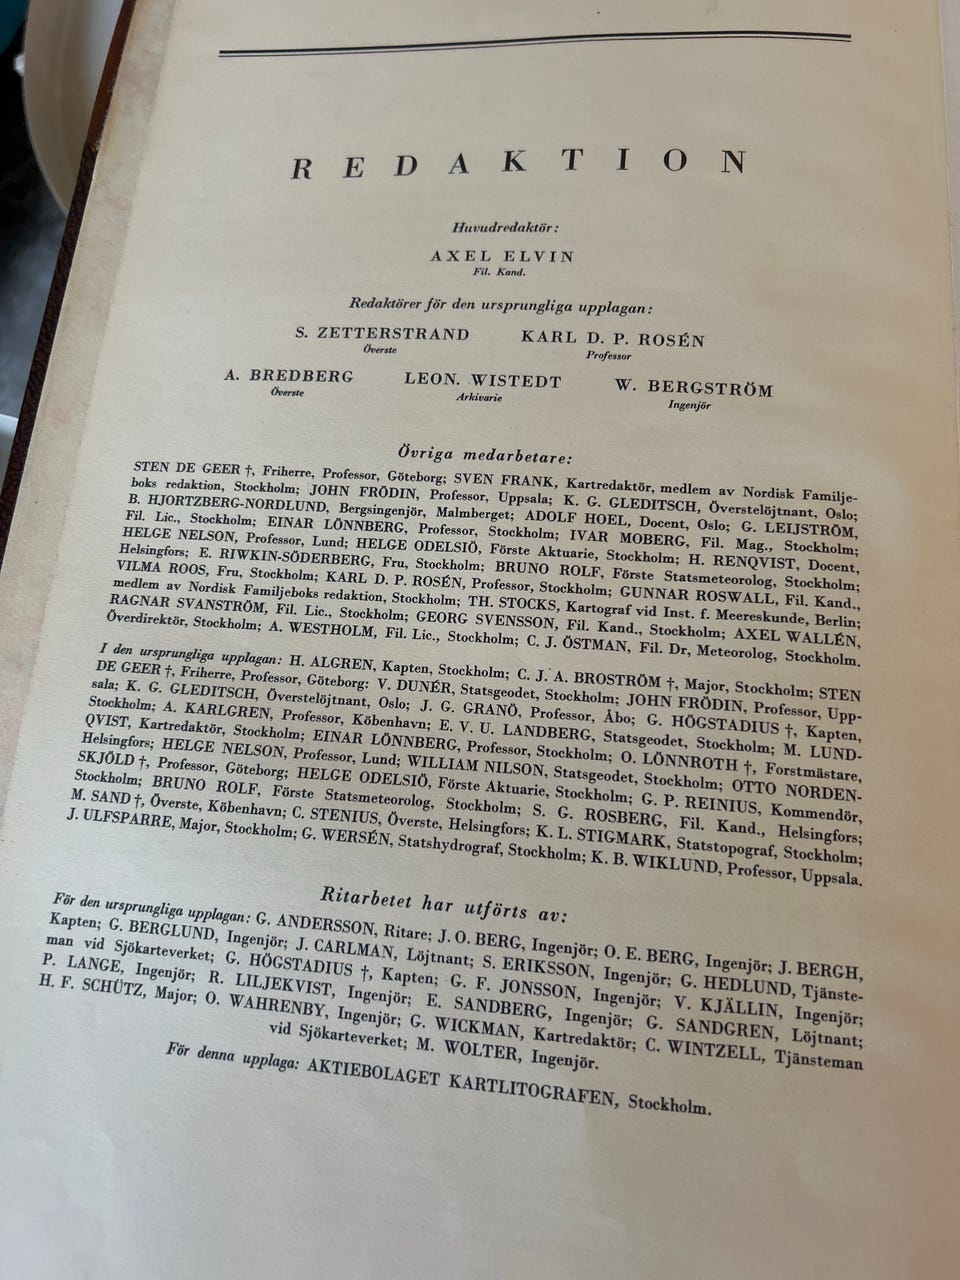 REDAKTION
Huvudredaktör:
AXEL ELVIN
Fil. Kand.
Redaktörer för den ursprungliga upplagan:
S. ZETTERSTRAND KARL D. P. ROSÉN
Överste Professor
A. BREDBERG LEON. WISTEDT W. BERGSTRÖM
Överste Arkivarie Ingenjör
Övriga medarbetare:
STEN DE GEER †, Friherre, Professor, Göteborg; SVEN FRANK, Kartredaktör, medlem av Nordisk Familje-
boks redaktion, Stockholm; JOHN FRÖDIN, Professor, Uppsala; K. G. GLEDITSCH, Överstelöjtnant, Oslo;
B. HJORTZBERG-NORDLUND, Bergsingenjör, Malmberget; ADOLF HOEL, Docent, Oslo; G. LEIJSTRÖM,
Fil. Lic., Stockholm; EINAR LÖNNBERG, Professor, Stockholm; IVAR MOBERG, Fil. Mag., Stockholm;
HELGE NELSON, Professor, Lund; HELGE ODELSIÖ, Förste Aktuarie, Stockholm; H. RENQVIST, Docent,
Helsingfors; E. RIWKIN-SÖDERBERG, Fru, Stockholm; BRUNO ROLF, Förste Statsmeteorolog, Stockholm;
VILMA ROOS, Fru, Stockholm; KARL D. P. ROSÉN, Professor, Stockholm; GUNNAR ROSWALL, Fil. Kand.,
medlem av Nordisk Familjeboks redaktion, Stockholm; TH. STOCKS, Kartograf vid Inst. f. Meereskunde, Berlin;
RAGNAR SVANSTRÖM, Fil. Lic., Stockholm; GEORG SVENSSON, Fil. Kand., Stockholm; AXEL WALLÉN,
Överdirektör, Stockholm; A. WESTHOLM, Fil. Lic., Stockholm; C. J. ÖSTMAN, Fil. Dr, Meteorolog, Stockholm.
I den ursprungliga upplagan: H. ALGREN, Kapten, Stockholm; C. J. A. BROSTRÖM †, Major, Stockholm; STEN
DE GEER †, Friherre, Professor, Göteborg; V. DUNÉR, Statsgeodet, Stockholm; JOHN FRÖDIN, Professor, Upp-
sala; K. G. GLEDITSCH, Överstelöjtnant, Oslo; J. G. GRANÖ, Professor, Åbo; G. HÖGSTADIUS †, Kapten,
Stockholm; A. KARLGREN, Professor, Köbenhavn; E. V. U. LANDBERG, Statsgeodet, Stockholm; M. LUND-
QVIST, Kartredaktör, Stockholm; EINAR LÖNNBERG, Professor, Stockholm; O. LÖNNROTH †, Forstmästare,
Helsingfors; HELGE NELSON, Professor, Lund; WILLIAM NILSON, Statsgeodet, Stockholm; OTTO NORDEN-
SKJÖLD †, Professor, Göteborg; HELGE ODELSIÖ, Förste Aktuarie, Stockholm; G. P. REINIUS, Kommendör,
Stockholm; BRUNO ROLF, Förste Statsmeteorolog, Stockholm; S. G. ROSBERG, Fil. Kand., Helsingfors;
M. SAND †, Överste, Köbenhavn; C. STENIUS, Överste, Helsingfors; K. L. STIGMARK, Statstopograf, Stockholm;
J. ULFSPARRE, Major, Stockholm; G. WERSÉN, Statshydrograf, Stockholm; K. B. WIKLUND, Professor, Uppsala.
Ritarbetet har utförts av:
För den ursprungliga upplagan: G. ANDERSSON, Ritare; J. O. BERG, Ingenjör; O. E. BERG, Ingenjör; J. BERGH,
Kapten; G. BERGLUND, Ingenjör; J. CARLMAN, Löjtnant; S. ERIKSSON, Ingenjör; G. HEDLUND, Tjänste-
man vid Sjökarteverket; G. HÖGSTADIUS †, Kapten; G. F. JONSSON, Ingenjör; V. KJÄLLIN, Ingenjör;
P. LANGE, Ingenjör; R. LILJEKVIST, Ingenjör; E. SANDBERG, Ingenjör; G. SANDGREN, Löjtnant;
H. F. SCHÜTZ, Major; O. WAHRENBY, Ingenjör; G. WICKMAN, Kartredaktör; C. WINTZELL, Tjänsteman
vid Sjökarteverket; M. WOLTER, Ingenjör.
För denna upplaga: AKTIEBOLAGET KARTLITOGRAFEN, Stockholm.